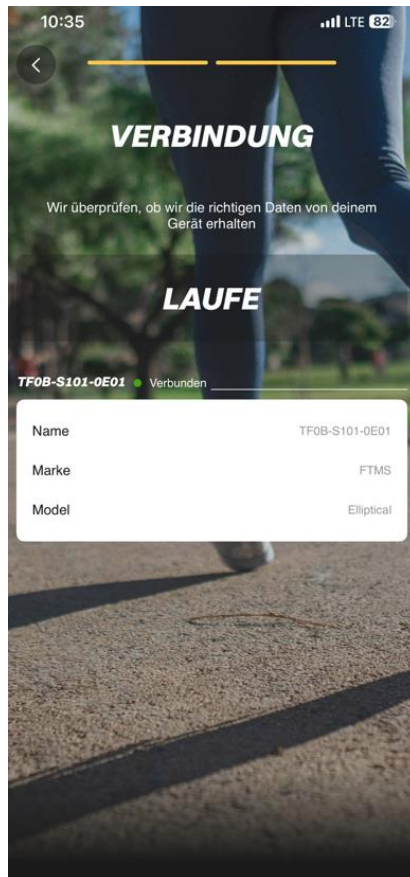 10:35
LTE 82
VERBINDUNG
Wir überprüfen, ob wir die richtigen Daten von deinem
Gerät erhalten
LAUFE
TF0B-S101-0E01 Verbunden
Name TF0B-S101-0E01
Marke FTMS
Model Elliptical